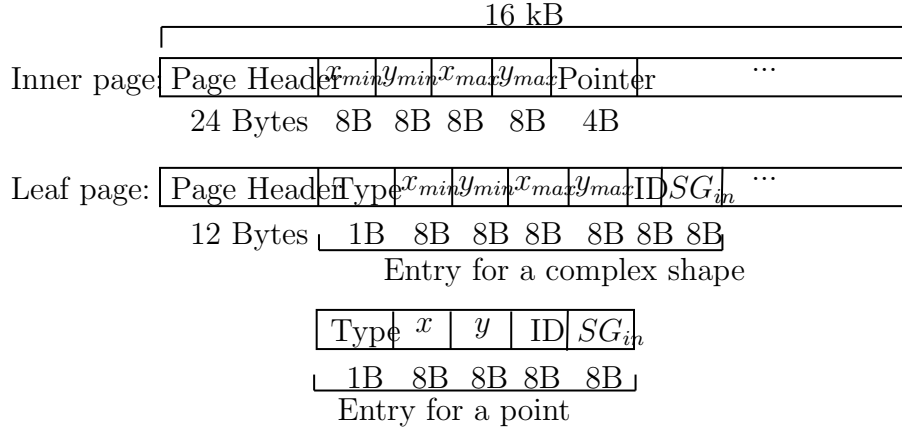 16 kB
Inner page: Page Header x_min y_min x_max y_max Pointer ...
24 Bytes 8B 8B 8B 8B 4B
Leaf page: Page Header Type x_min y_min x_max y_max ID SG_in ...
12 Bytes 1B 8B 8B 8B 8B 8B 8B
Entry for a complex shape
Type x y ID SG_in
1B 8B 8B 8B 8B
Entry for a point